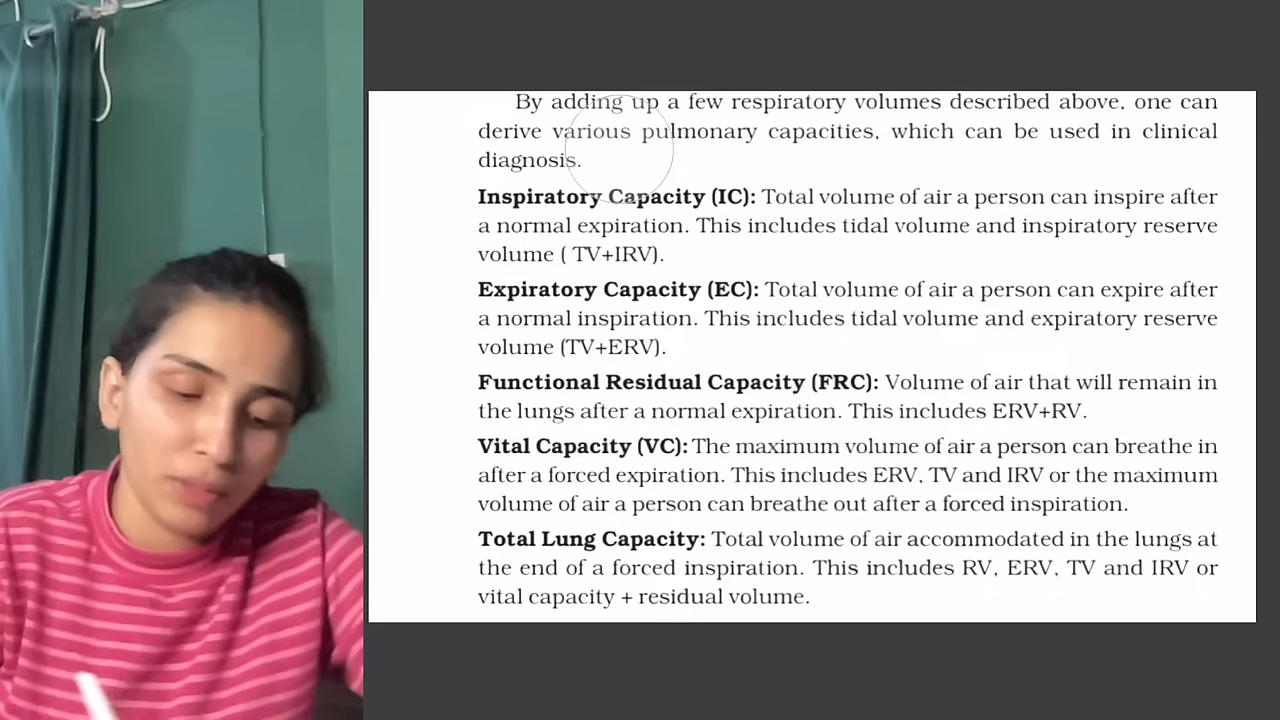 By adding up a few respiratory volumes described above, one can
derive various pulmonary capacities, which can be used in clinical
diagnosis.
Inspiratory Capacity (IC): Total volume of air a person can inspire after
a normal expiration. This includes tidal volume and inspiratory reserve
volume ( TV+IRV).
Expiratory Capacity (EC): Total volume of air a person can expire after
a normal inspiration. This includes tidal volume and expiratory reserve
volume (TV+ERV).
Functional Residual Capacity (FRC): Volume of air that will remain in
the lungs after a normal expiration. This includes ERV+RV.
Vital Capacity (VC): The maximum volume of air a person can breathe in
after a forced expiration. This includes ERV, TV and IRV or the maximum
volume of air a person can breathe out after a forced inspiration.
Total Lung Capacity: Total volume of air accommodated in the lungs at
the end of a forced inspiration. This includes RV, ERV, TV and IRV or
vital capacity + residual volume.